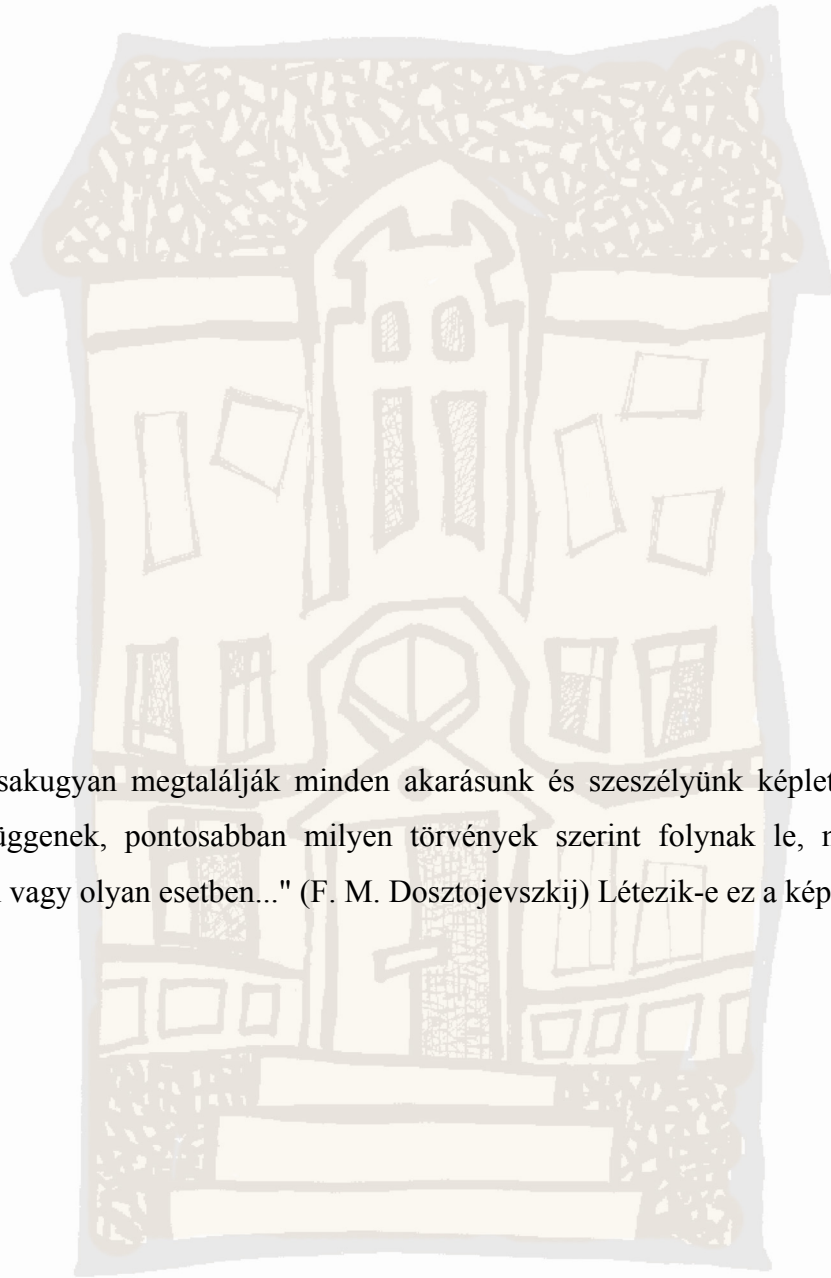 sakugyan megtalálják minden akarásunk és szeszélyünk képlet
üggenek, pontosabban milyen törvények szerint folynak le,
vagy olyan esetben..." (F. M. Dosztojevszkij) Létezik-e ez a kép